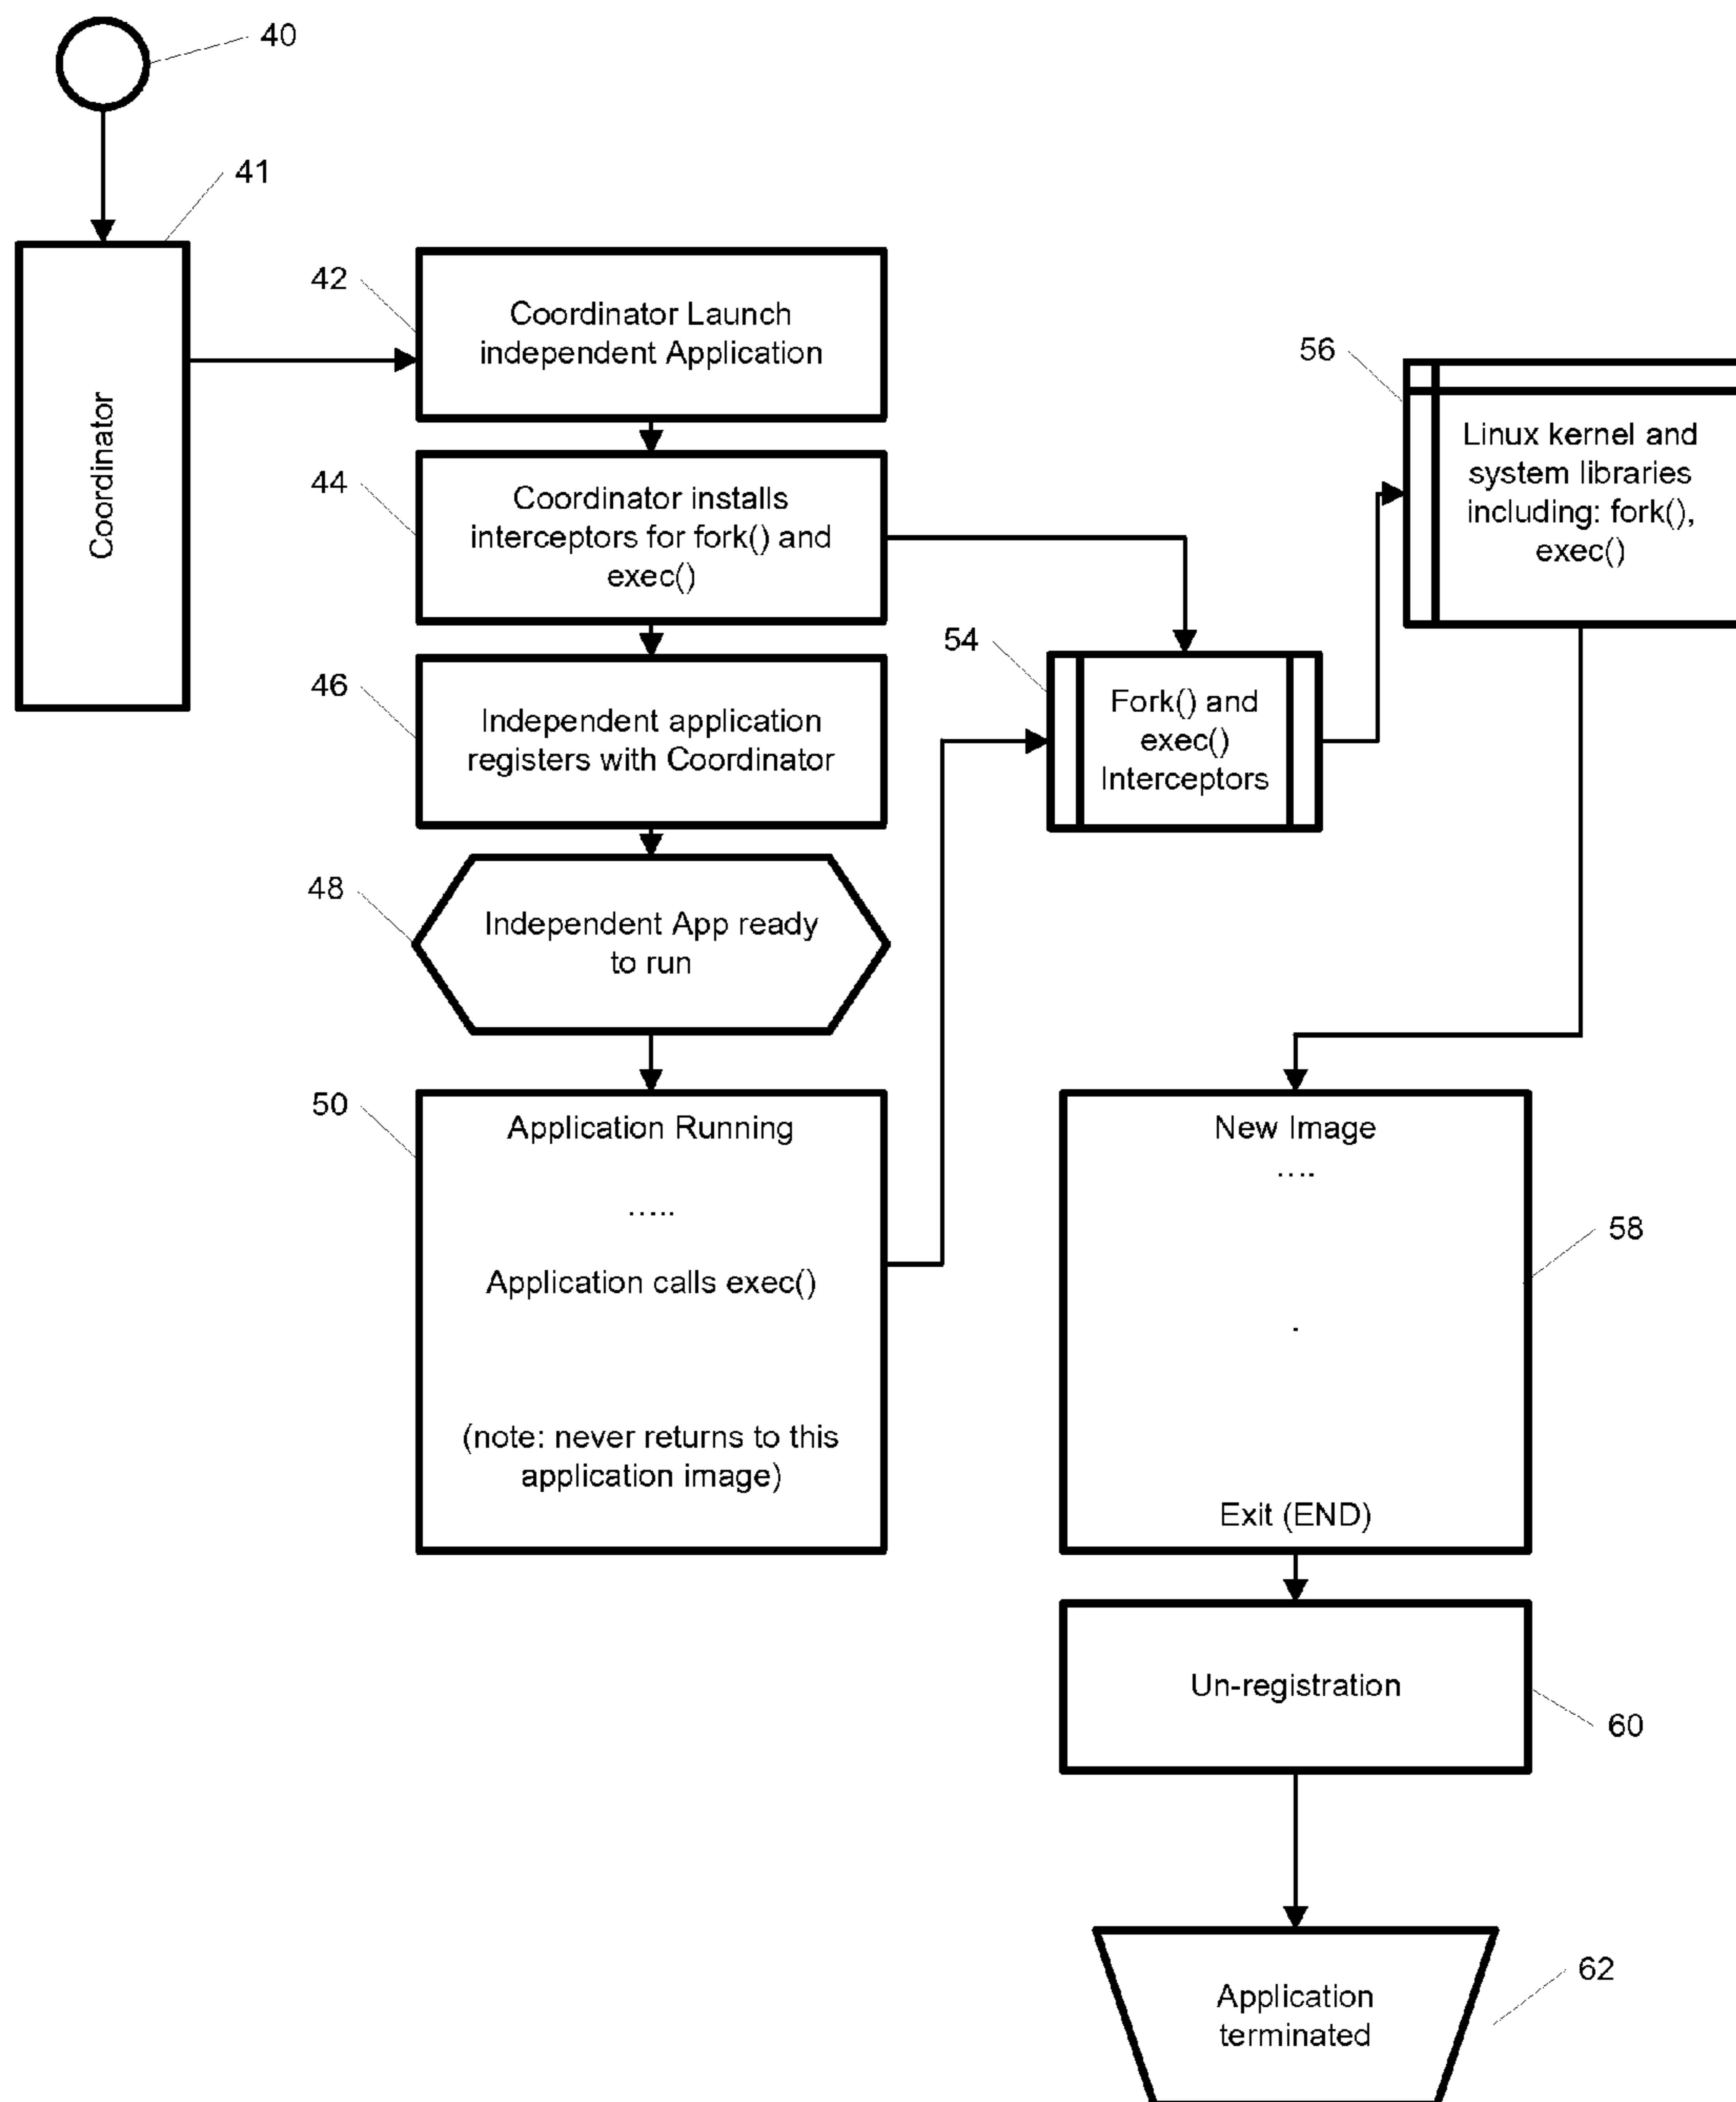 40
41
Coordinator
42
Coordinator Launch
independent Application
44
Coordinator installs
interceptors for fork() and
exec()
46
Independent application
registers with Coordinator
48
Independent App ready
to run
50
Application Running
.....
Application calls exec()
(note: never returns to this
application image)
54
Fork() and
exec()
Interceptors
56
Linux kernel and
system libraries
including: fork(),
exec()
New Image
....
.
Exit (END)
58
Un-registration
60
Application
terminated
62